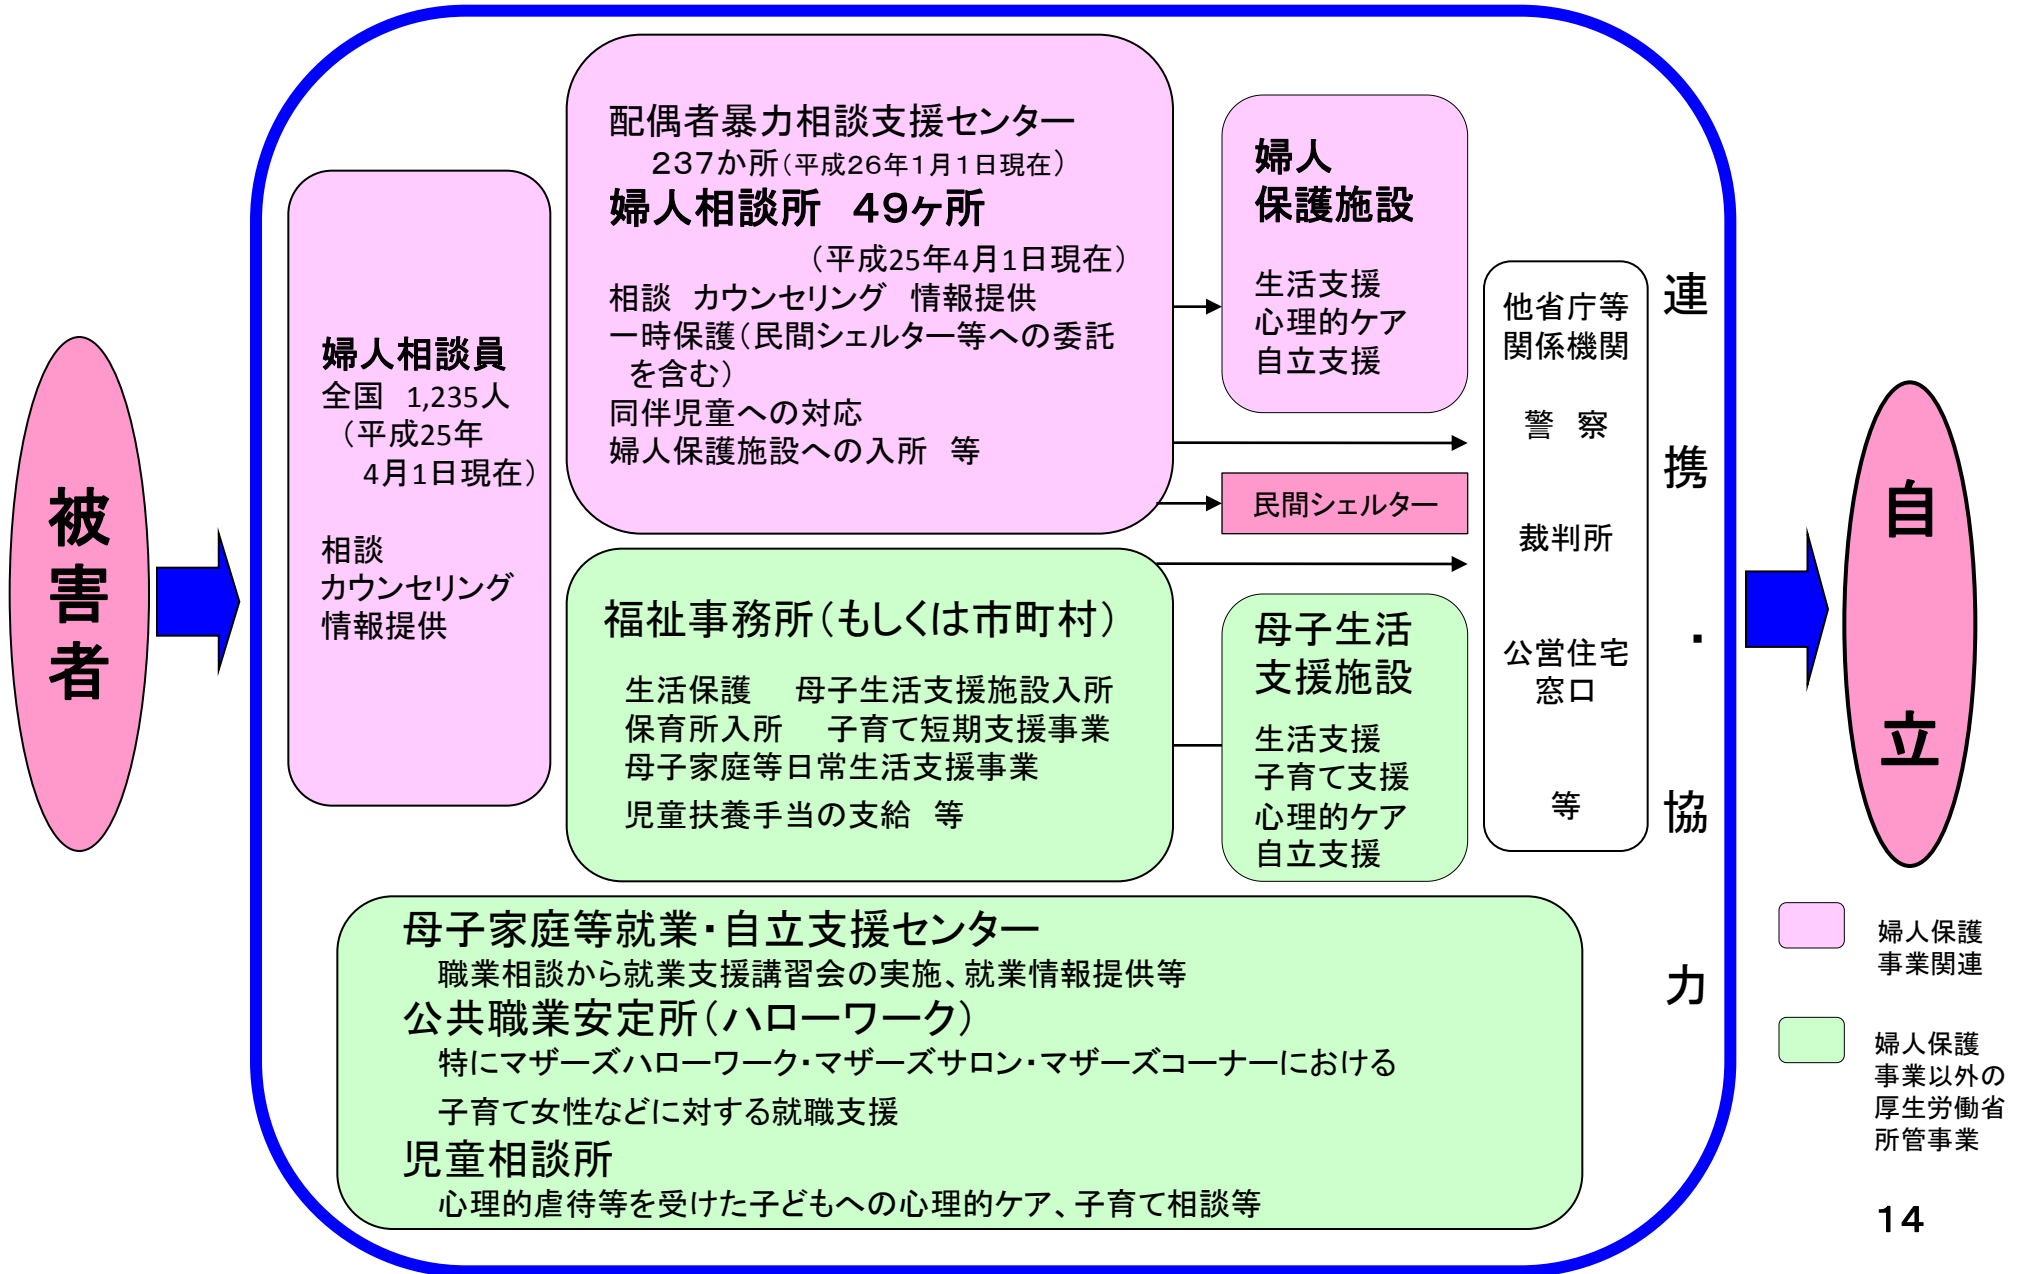 被害者
婦人相談員
全国 1,235人
（平成25年
4月1日現在）
相談
カウンセリング
情報提供
配偶者暴力相談支援センター
２３７か所（平成２６年１月１日現在）
婦人相談所 ４９ヶ所
（平成25年4月1日現在）
相談 カウンセリング 情報提供
一時保護（民間シェルター等への委託
を含む）
同伴児童への対応
婦人保護施設への入所 等
婦人
保護施設
生活支援
心理的ケア
自立支援
民間シェルター
福祉事務所（もしくは市町村）
生活保護 母子生活支援施設入所
保育所入所 子育て短期支援事業
母子家庭等日常生活支援事業
児童扶養手当の支給 等
母子生活
支援施設
生活支援
子育て支援
心理的ケア
自立支援
他省庁等
関係機関
警 察
裁判所
公営住宅
窓口
等
連携・協力
母子家庭等就業・自立支援センター
職業相談から就業支援講習会の実施、就業情報提供等
公共職業安定所（ハローワーク）
特にマザーズハローワーク・マザーズサロン・マザーズコーナーにおける
子育て女性などに対する就職支援
児童相談所
心理的虐待等を受けた子どもへの心理的ケア、子育て相談等
自立
婦人保護
事業関連
婦人保護
事業以外の
厚生労働省
所管事業
14